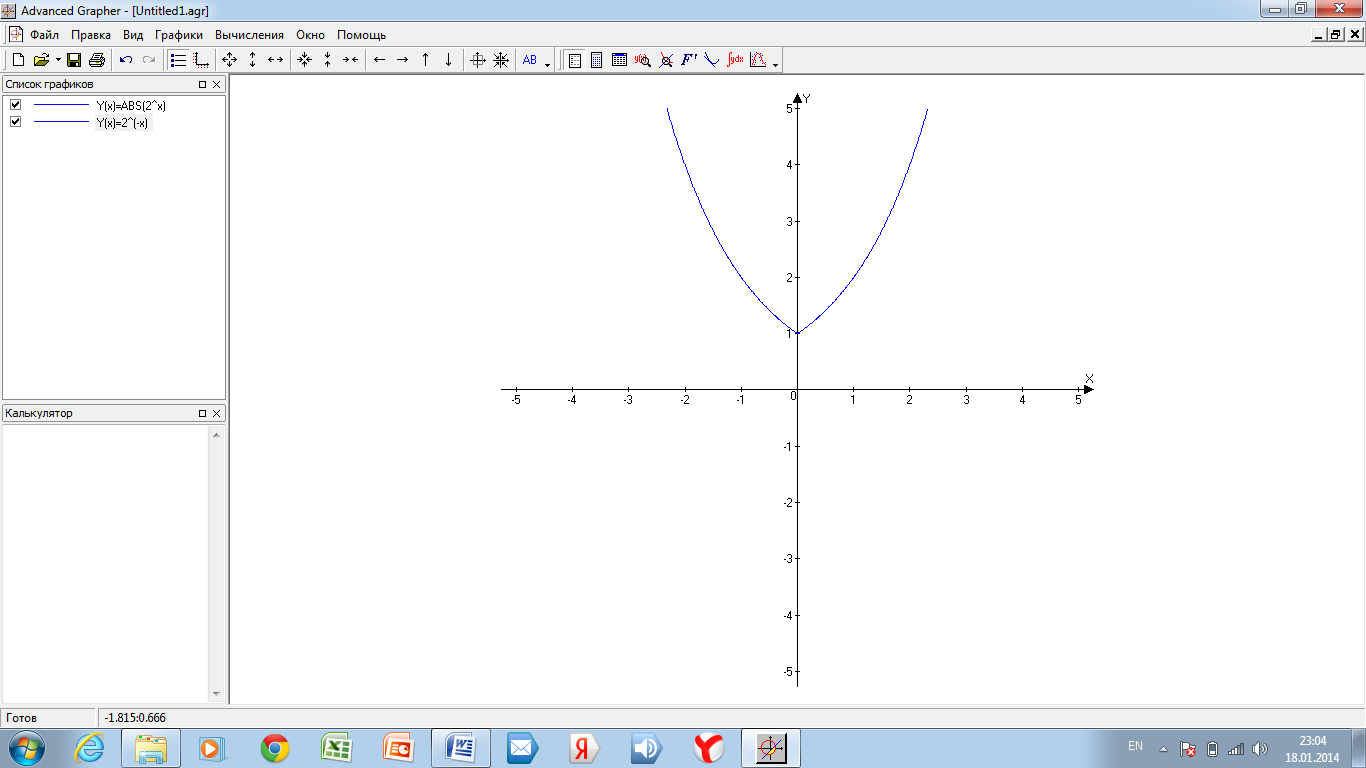 Advanced Grapher - [Untitled1.agr]
Файл Правка Вид Графики Вычисления Окно Помощь
AB F' ∫ydx
Список графиков
Y(x)=ABS(2^x)
Y(x)=2^(-x)
Калькулятор
Y
5
4
3
2
1
X
-5 -4 -3 -2 -1 0 1 2 3 4 5
-1
-2
-3
-4
-5
Готов -1.815:0.666
EN 23:04
18.01.2014